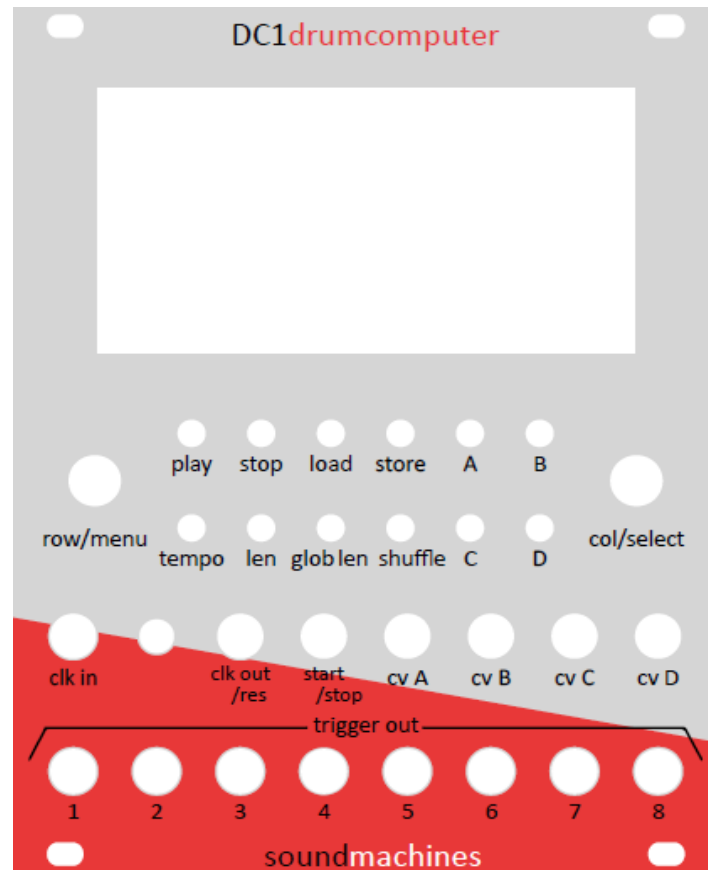 DC1drumcomputer
play stop load store A B
row/menu col/select
tempo len glob len shuffle C D
clk in clk out /res start /stop cv A cv B cv C cv D
trigger out
1 2 3 4 5 6 7 8
soundmachines